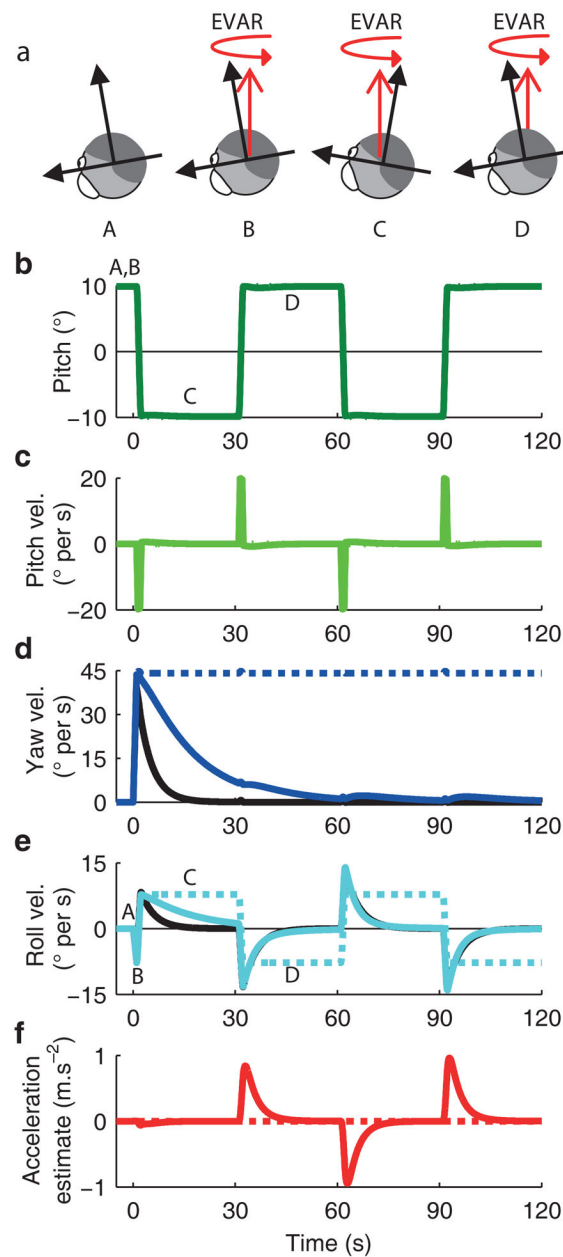 EVAR EVAR EVAR
a
A B C D
b
A,B
10
D
Pitch (°)
0
C
−10
0 30 60 90 120
c
20
Pitch vel.
(° per s)
0
−20
0 30 60 90 120
d
45
Yaw vel.
(° per s)
30
15
0
0 30 60 90 120
e
15
C
Roll vel.
(° per s)
A
0
B
D
−15
0 30 60 90 120
f
1
Acceleration
estimate (m.s⁻²)
0
−1
0 30 60 90 120
Time (s)